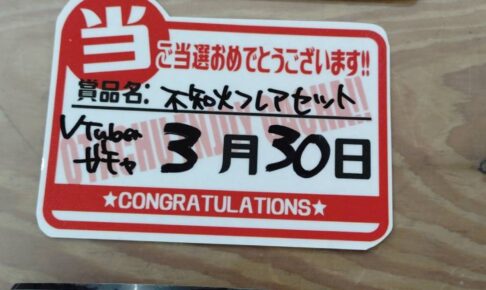 当
ご当選おめでとうございます!!
賞品名: 不知火フレアセット
VTuber
ガチャ
3月30日
★CONGRATULATIONS★